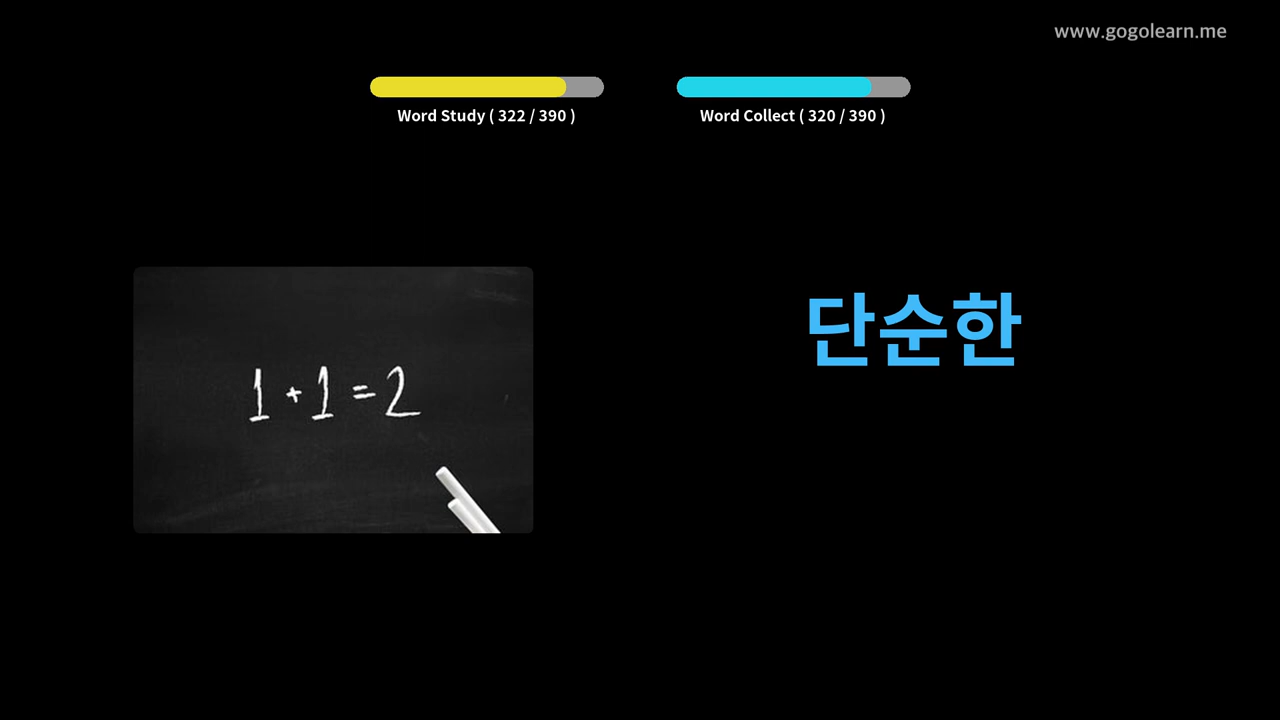 www.gogolearn.me
Word Study ( 322 / 390 )
Word Collect ( 320 / 390 )
단순한
1 + 1 = 2